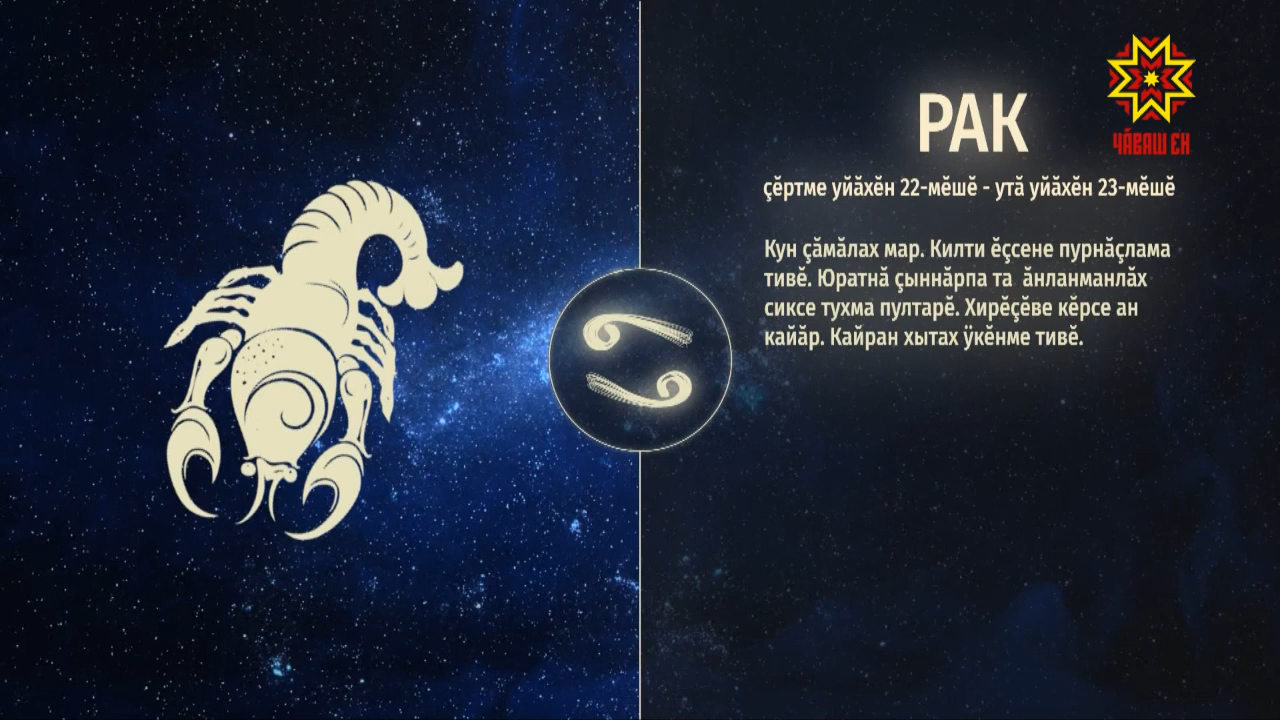 РАК
ЧӐВАШ ЕН
ҫӗртме уйӑхӗн 22-мӗшӗ - утӑ уйӑхӗн 23-мӗшӗ
Кун ҫӑмӑлах мар. Килти ӗҫсене пурнӑҫлама
тивӗ. Юратнӑ ҫыннӑрпа та ӑнланманлӑх
сиксе тухма пултарӗ. Хирӗҫӗве кӗрсе ан
кайӑр. Кайран хытах ӳкӗнме тивӗ.